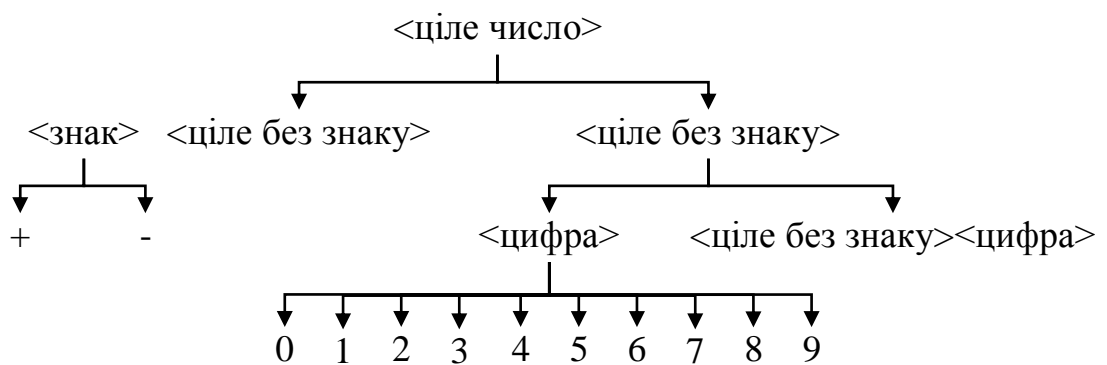 <ціле число>
<знак> <ціле без знаку> <ціле без знаку>
+ - <цифра> <ціле без знаку><цифра>
0 1 2 3 4 5 6 7 8 9